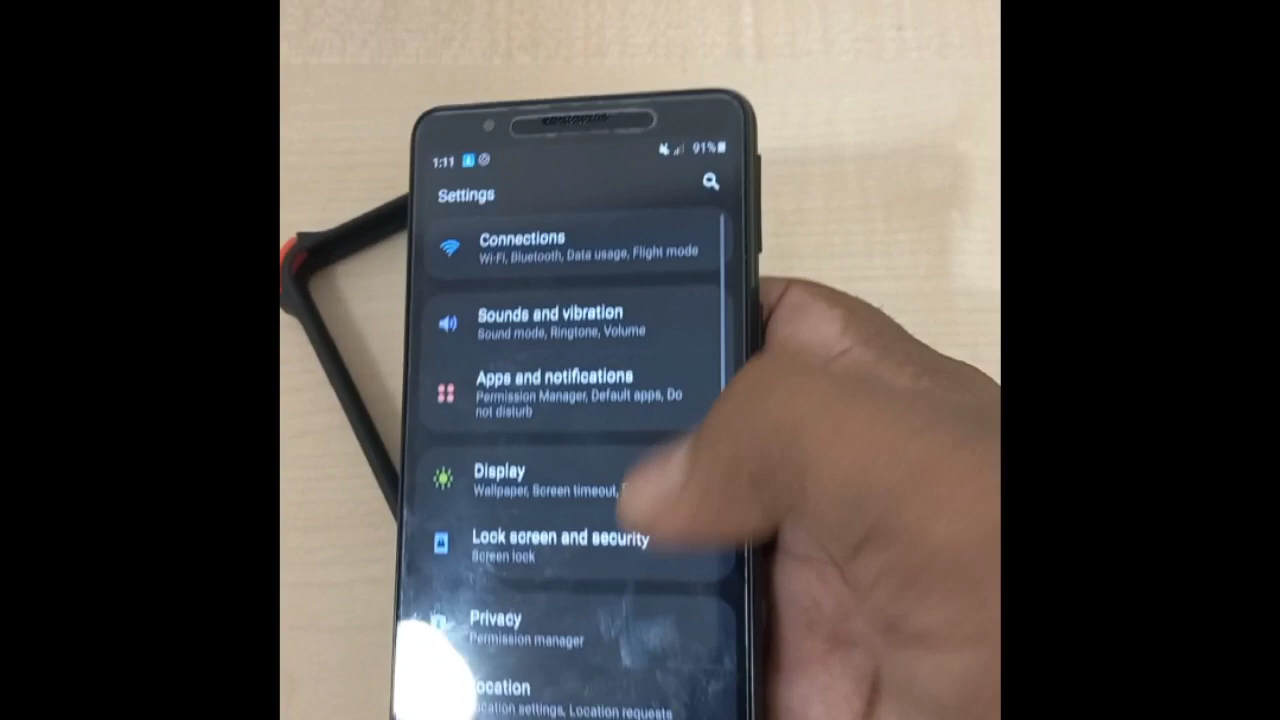 1:11 91%
Settings
Connections
Wi-Fi, Bluetooth, Data usage, Flight mode
Sounds and vibration
Sound mode, Ringtone, Volume
Apps and notifications
Permission Manager, Default apps, Do
not disturb
Display
Wallpaper, Screen timeout,
Lock screen and security
Screen lock
Privacy
Permission manager
ocation
ocation settings, Location requests